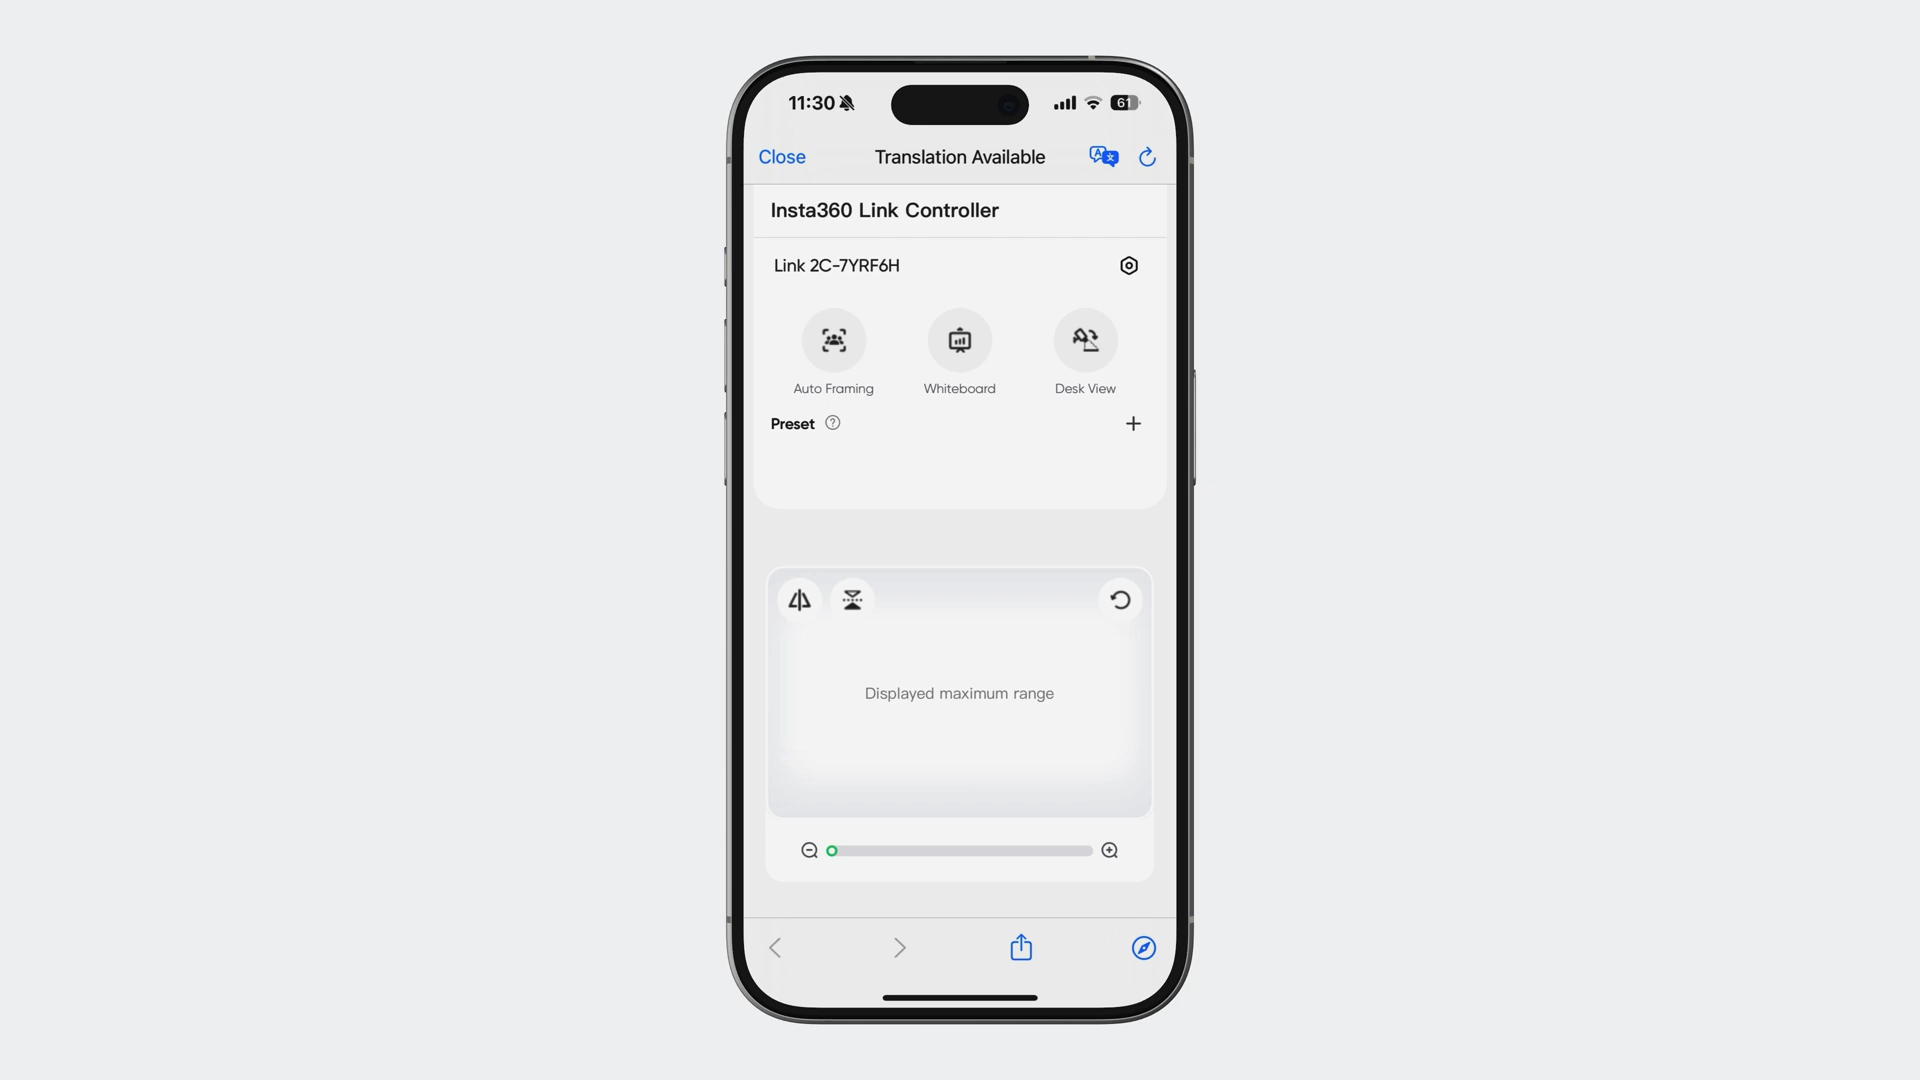 11:30 61
Close Translation Available
Insta360 Link Controller
Link 2C-7YRF6H
Auto Framing Whiteboard Desk View
Preset ?
Displayed maximum range